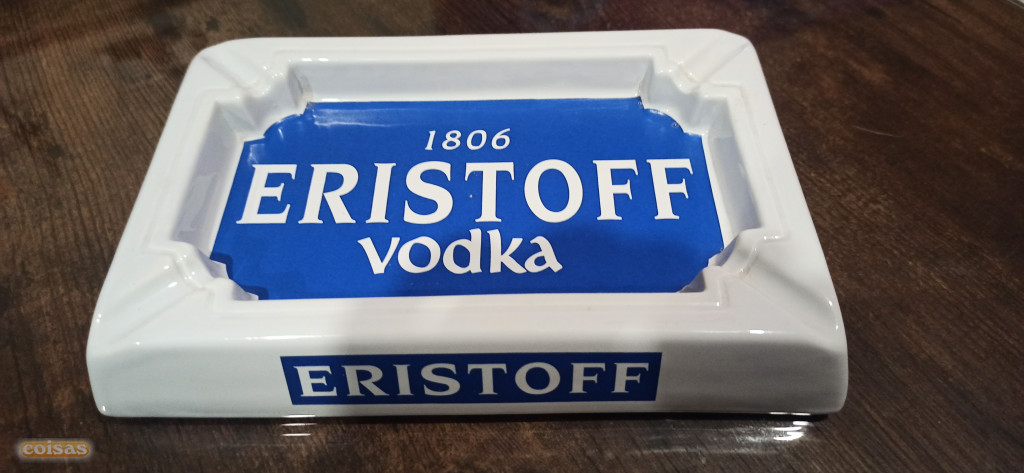 1806
ERISTOFF
vodka
ERISTOFF
coisas